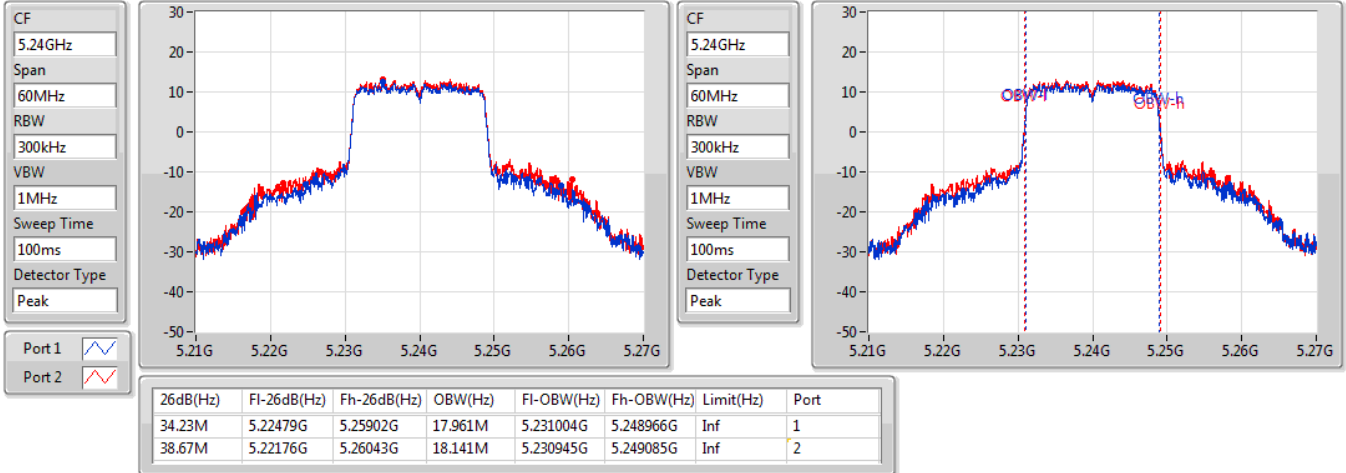 CF
5.24GHz
Span
60MHz
RBW
300kHz
VBW
1MHz
Sweep Time
100ms
Detector Type
Peak
Port 1
Port 2
30
20
10
0
-10
-20
-30
-40
-50
5.21G 5.22G 5.23G 5.24G 5.25G 5.26G 5.27G
CF
5.24GHz
Span
60MHz
RBW
300kHz
VBW
1MHz
Sweep Time
100ms
Detector Type
Peak
30
20
10
0
-10
-20
-30
-40
-50
OBW-l
OBW-h
OBW-h
5.21G 5.22G 5.23G 5.24G 5.25G 5.26G 5.27G
26dB(Hz) Fl-26dB(Hz) Fh-26dB(Hz) OBW(Hz) Fl-OBW(Hz) Fh-OBW(Hz) Limit(Hz) Port
34.23M 5.22479G 5.25902G 17.961M 5.231004G 5.248966G Inf 1
38.67M 5.22176G 5.26043G 18.141M 5.230945G 5.249085G Inf 2